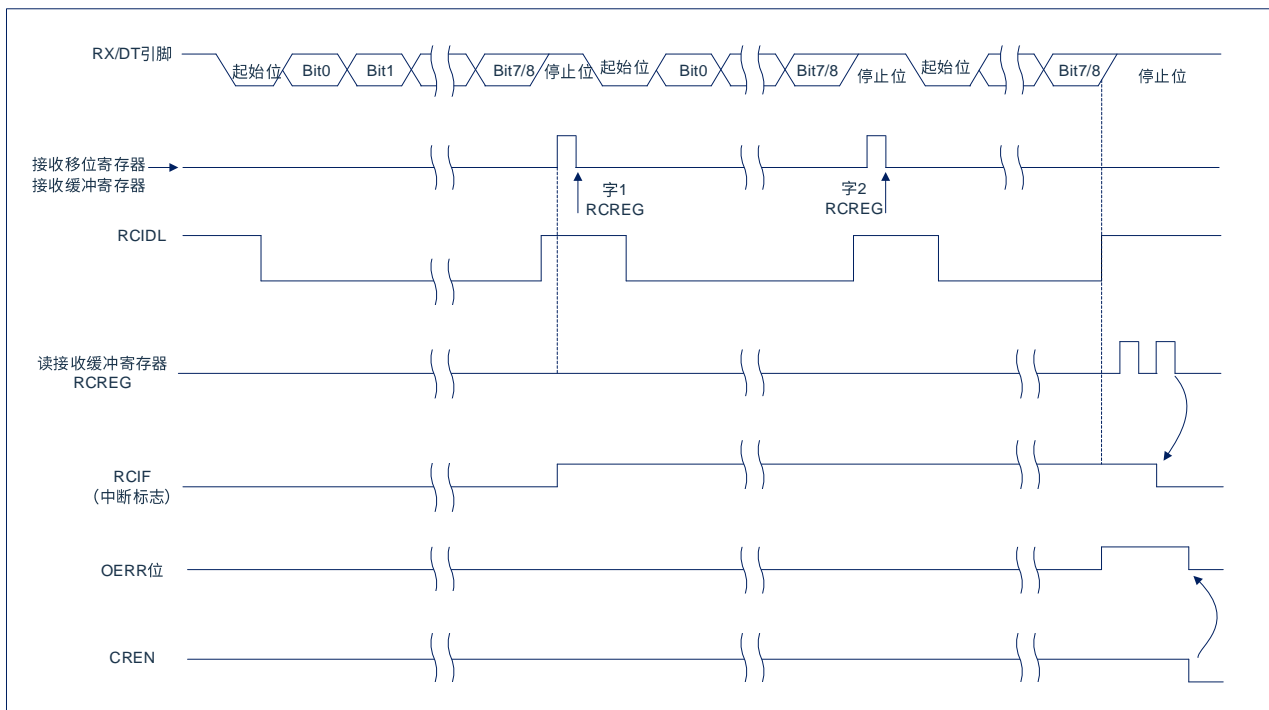 RX/DT引脚
起始位 Bit0 Bit1 Bit7/8 停止位 起始位 Bit0 Bit7/8 停止位 起始位 Bit7/8 停止位
接收移位寄存器
接收缓冲寄存器
字1
RCREG
字2
RCREG
RCIDL
读接收缓冲寄存器
RCREG
RCIF
(中断标志)
OERR位
CREN